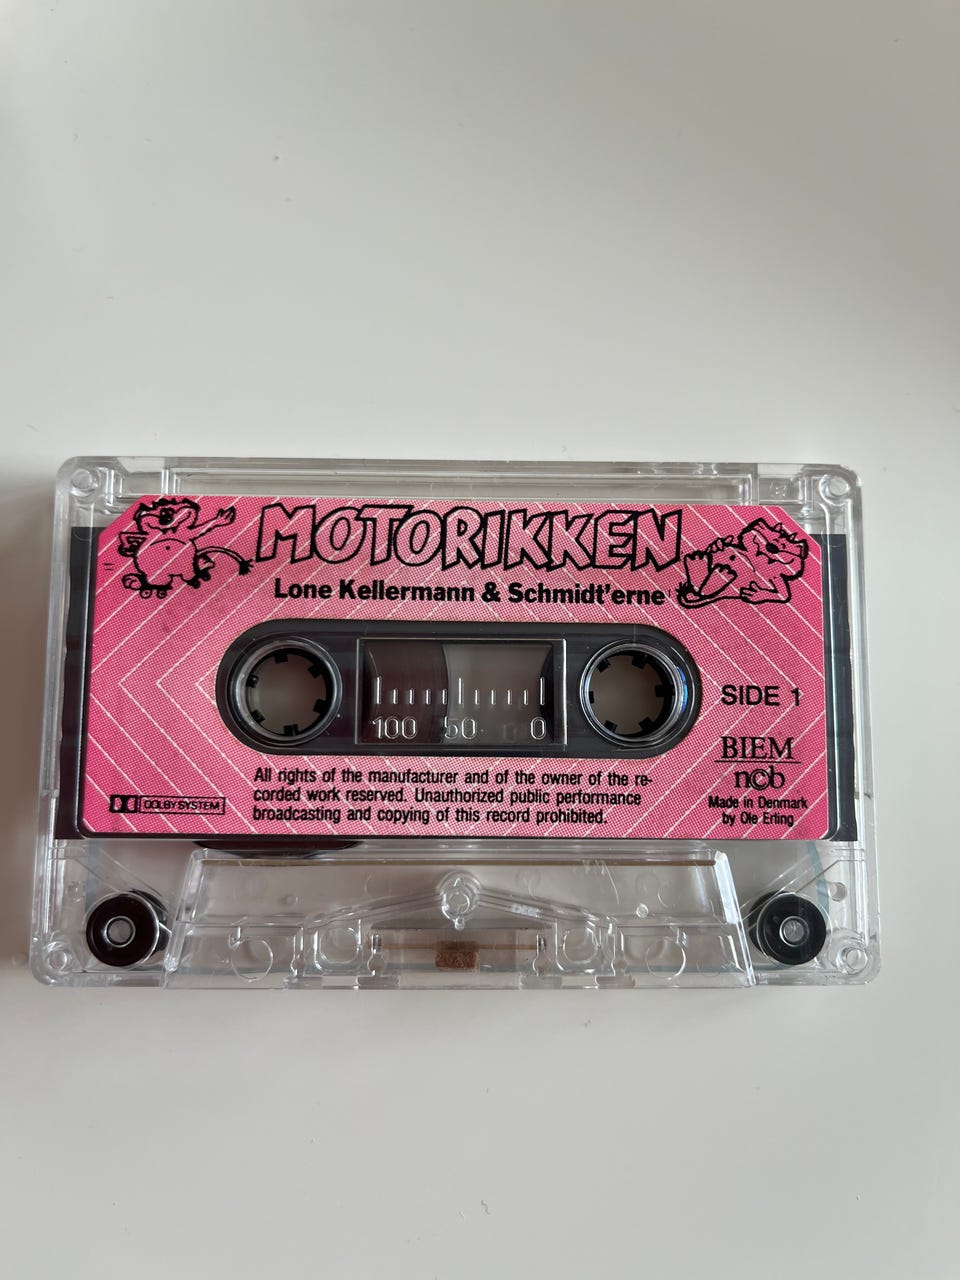 MOTORIKKEN
Lone Kellermann & Schmidt'erne
100 50 0
SIDE 1
BIEM
n©b
All rights of the manufacturer and of the owner of the re-
corded work reserved. Unauthorized public performance
broadcasting and copying of this record prohibited.
DOLBY SYSTEM
Made in Denmark
by Ole Erling